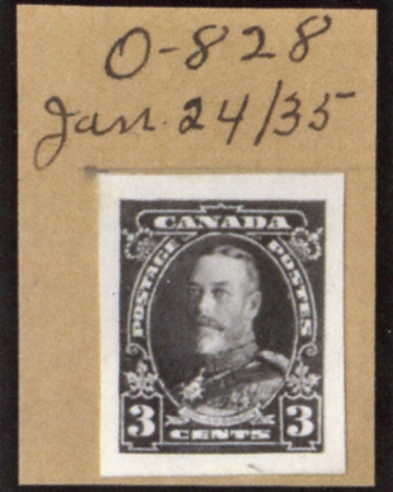 O-828
Jan. 24/35
CANADA
POSTAGE POSTES
3 3
CENTS